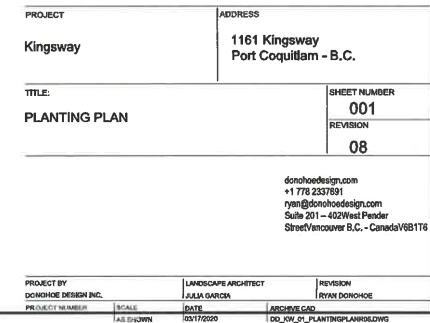 PROJECT
ADDRESS
Kingsway
1161 Kingsway
Port Coquitlam - B.C.
TITLE:
SHEET NUMBER
PLANTING PLAN
001
REVISION
08
donohoedesign.com
+1 778 2337691
ryan@donohoedesign.com
Suite 201 – 402West Pender
StreetVancouver B.C. - CanadaV6B1T6
PROJECT BY
LANDSCAPE ARCHITECT
REVISION
DONOHOE DESIGN INC.
JULIA GARCIA
RYAN DONOHOE
PROJECT NUMBER
SCALE
DATE
ARCHIVE CAD
AS SHOWN
03/17/2020
DD_KW_01_PLANTINGPLANR08.DWG